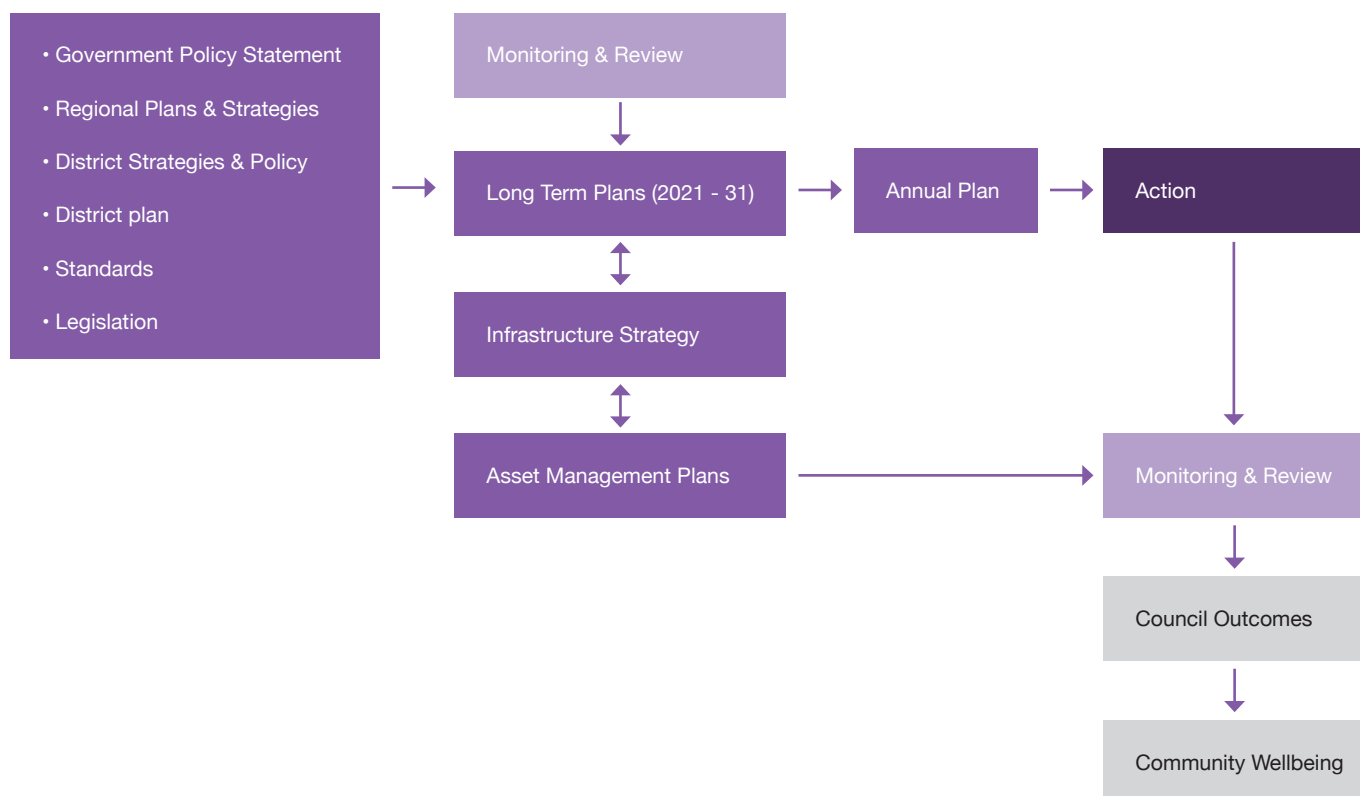 • Government Policy Statement
• Regional Plans & Strategies
• District Strategies & Policy
• District plan
• Standards
• Legislation
Monitoring & Review
Long Term Plans (2021 - 31)
Annual Plan
Action
Infrastructure Strategy
Asset Management Plans
Monitoring & Review
Council Outcomes
Community Wellbeing